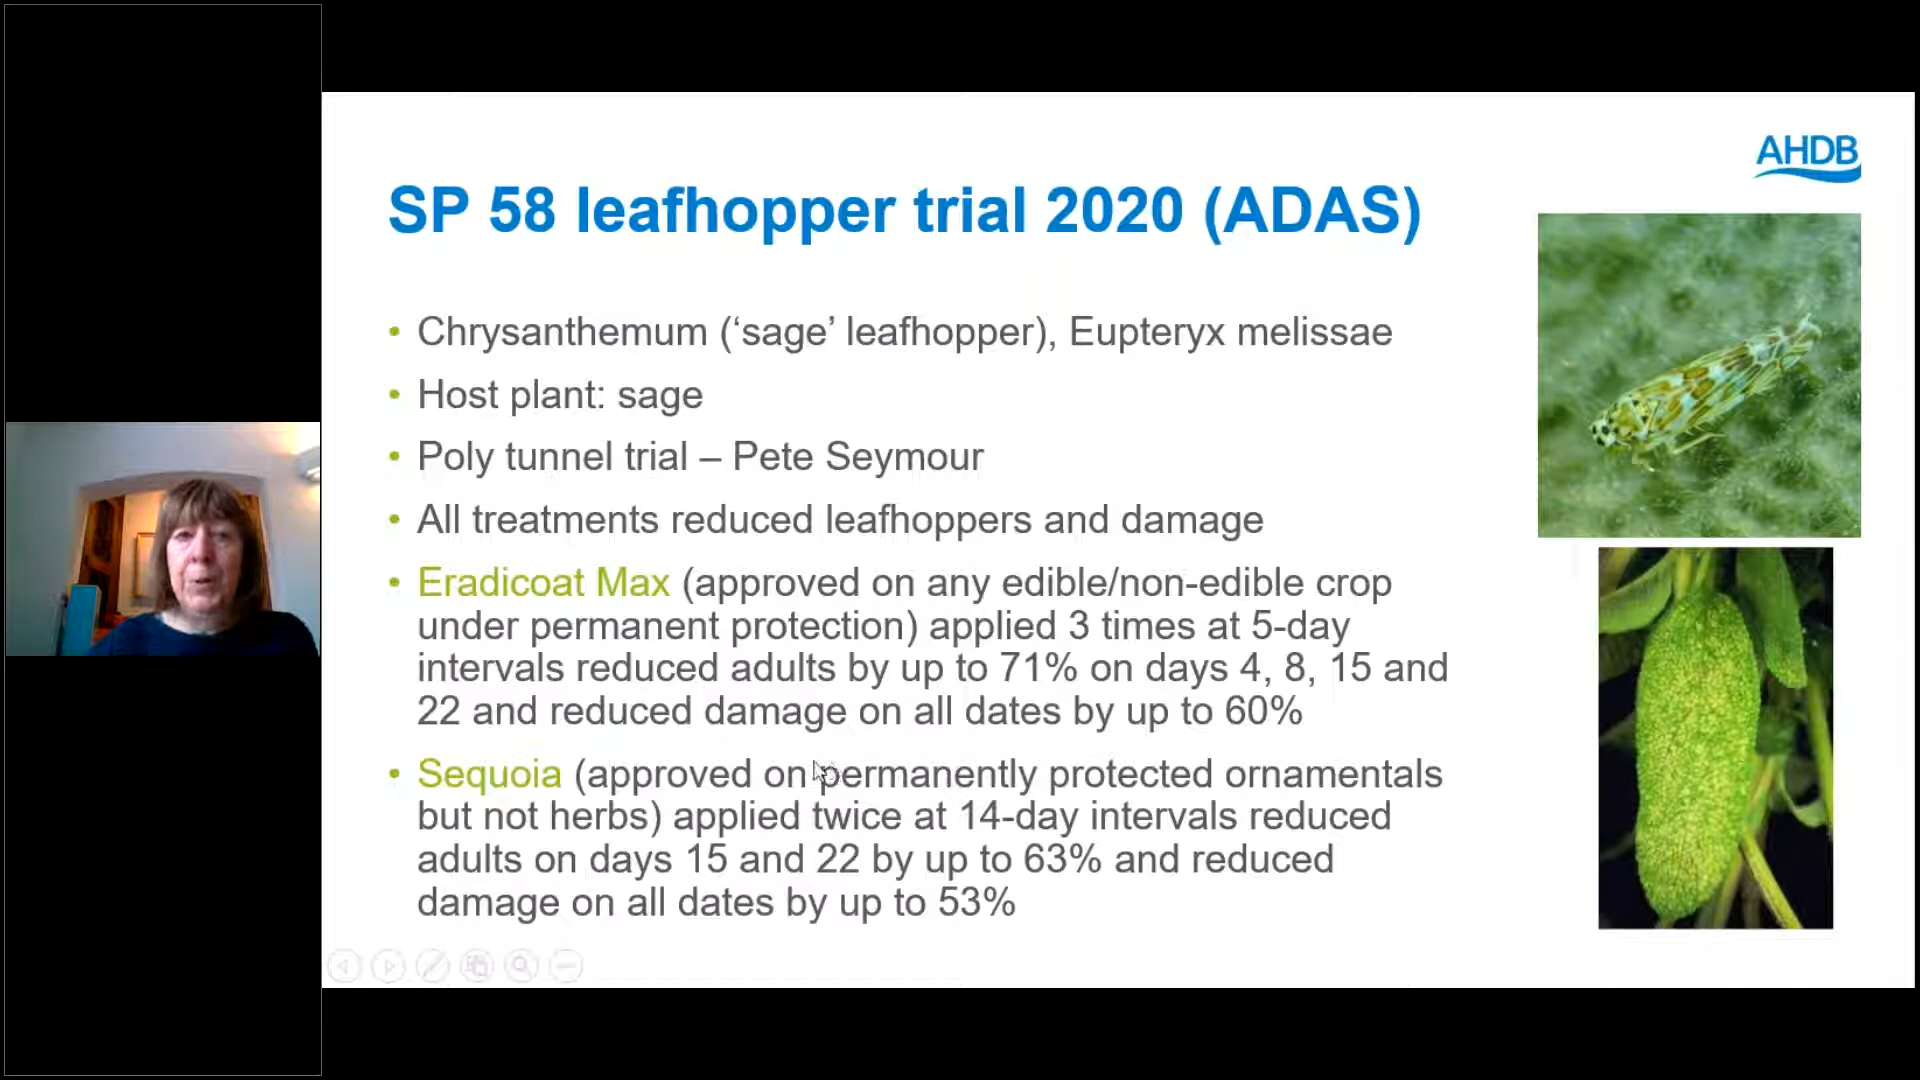 AHDB
SP 58 leafhopper trial 2020 (ADAS)
• Chrysanthemum (‘sage’ leafhopper), Eupteryx melissae
• Host plant: sage
• Poly tunnel trial – Pete Seymour
• All treatments reduced leafhoppers and damage
• Eradicoat Max (approved on any edible/non-edible crop
under permanent protection) applied 3 times at 5-day
intervals reduced adults by up to 71% on days 4, 8, 15 and
22 and reduced damage on all dates by up to 60%
• Sequoia (approved on permanently protected ornamentals
but not herbs) applied twice at 14-day intervals reduced
adults on days 15 and 22 by up to 63% and reduced
damage on all dates by up to 53%